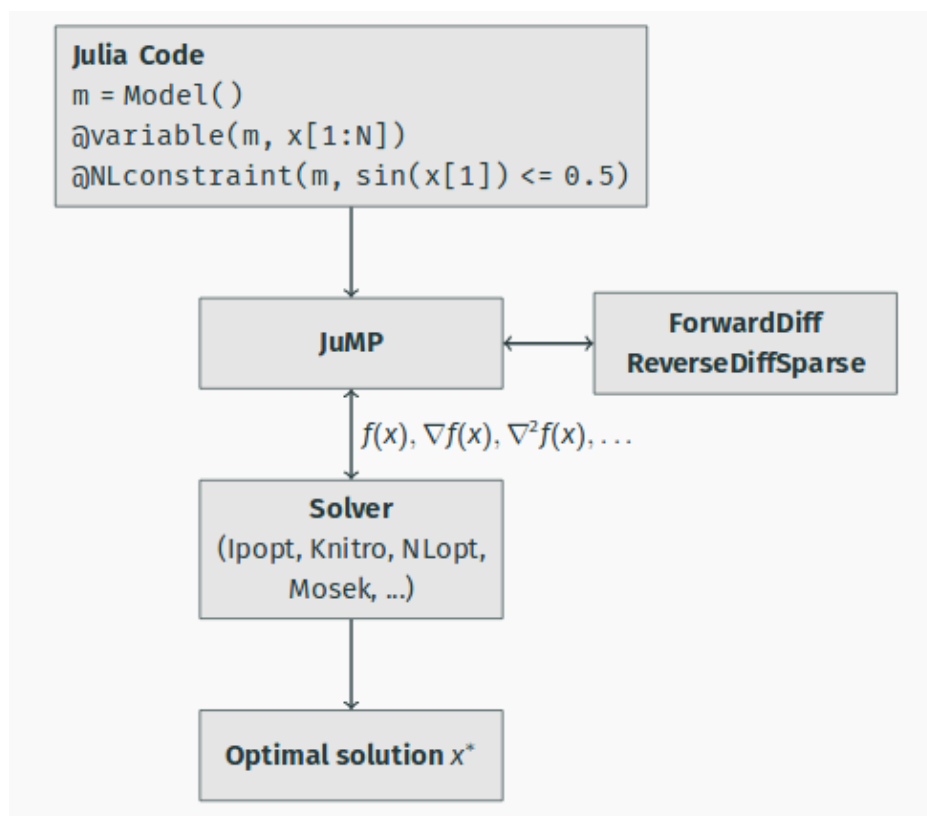 Julia Code
m = Model()
@variable(m, x[1:N])
@NLconstraint(m, sin(x[1]) <= 0.5)
JuMP
ForwardDiff
ReverseDiffSparse
f(x), ∇f(x), ∇²f(x), . . .
Solver
(Ipopt, Knitro, NLopt,
Mosek, ...)
Optimal solution x*